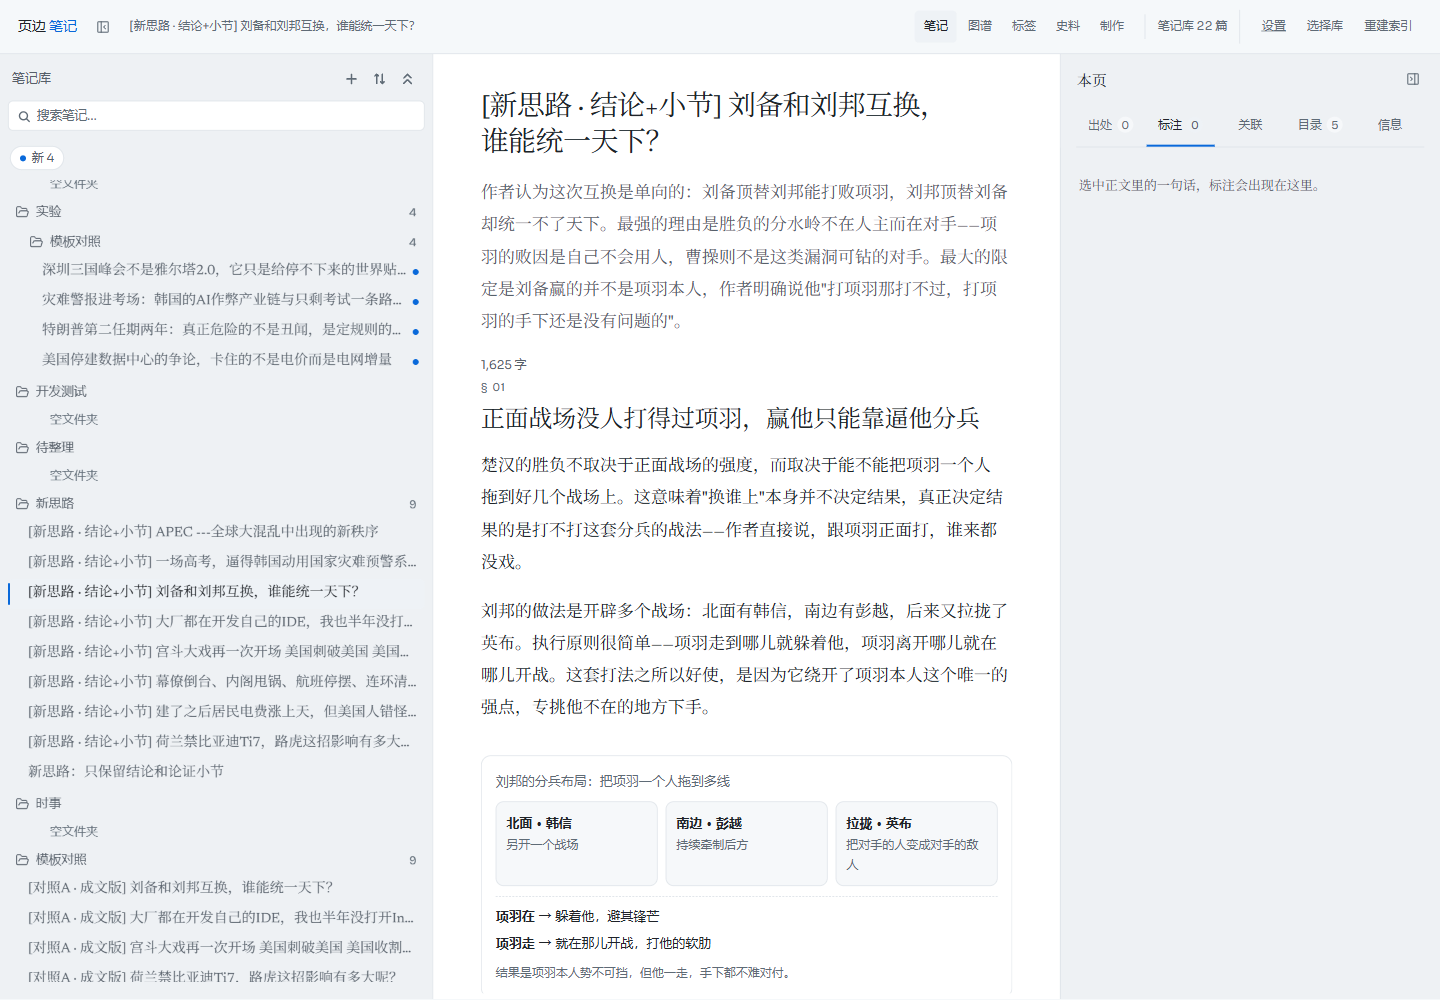 页边 笔记
[新思路 · 结论+小节] 刘备和刘邦互换，谁能统一天下？
笔记
图谱
标签
史料
制作
笔记库 22 篇
设置
选择库
重建索引
笔记库
搜索笔记...
新 4
空文件夹
实验 4
模板对照 4
深圳三国峰会不是雅尔塔2.0，它只是给停不下来的世界贴...
灾难警报进考场：韩国的AI作弊产业链与只剩考试一条路...
特朗普第二任期两年：真正危险的不是丑闻，是定规则的...
美国停建数据中心的争论，卡住的不是电价而是电网增量
开发测试
空文件夹
待整理
空文件夹
新思路 9
[新思路 · 结论+小节] APEC ---全球大混乱中出现的新秩序
[新思路 · 结论+小节] 一场高考，逼得韩国动用国家灾难预警系...
[新思路 · 结论+小节] 刘备和刘邦互换，谁能统一天下？
[新思路 · 结论+小节] 大厂都在开发自己的IDE，我也半年没打...
[新思路 · 结论+小节] 宫斗大戏再一次开场 美国刺破美国 美国...
[新思路 · 结论+小节] 幕僚倒台、内阁甩锅、航班停摆、连环清...
[新思路 · 结论+小节] 建了之后居民电费涨上天，但美国人错怪...
[新思路 · 结论+小节] 荷兰禁比亚迪Ti7，路虎这招影响有多大...
新思路：只保留结论和论证小节
时事
空文件夹
模板对照 9
[对照A · 成文版] 刘备和刘邦互换，谁能统一天下？
[对照A · 成文版] 大厂都在开发自己的IDE，我也半年没打开In...
[对照A · 成文版] 宫斗大戏再一次开场 美国刺破美国 美国收割...
[对照A · 成文版] 荷兰禁比亚迪Ti7，路虎这招影响有多大呢？
[新思路 · 结论+小节] 刘备和刘邦互换，
谁能统一天下？
作者认为这次互换是单向的：刘备顶替刘邦能打败项羽，刘邦顶替刘备
却统一不了天下。最强的理由是胜负的分水岭不在人主而在对手——项
羽的败因是自己不会用人，曹操则不是这类漏洞可钻的对手。最大的限
定是刘备赢的并不是项羽本人，作者明确说他"打项羽那打不过，打项
羽的手下还是没有问题的"。
1,625 字
§ 01
正面战场没人打得过项羽，赢他只能靠逼他分兵
楚汉的胜负不取决于正面战场的强度，而取决于能不能把项羽一个人
拖到好几个战场上。这意味着"换谁上"本身并不决定结果，真正决定结
果的是打不打这套分兵的战法——作者直接说，跟项羽正面打，谁来都
没戏。
刘邦的做法是开辟多个战场：北面有韩信，南边有彭越，后来又拉拢了
英布。执行原则很简单——项羽走到哪儿就躲着他，项羽离开哪儿就在
哪儿开战。这套打法之所以好使，是因为它绕开了项羽本人这个唯一的
强点，专挑他不在的地方下手。
刘邦的分兵布局：把项羽一个人拖到多线
北面 • 韩信
另开一个战场
南边 • 彭越
持续牵制后方
拉拢 • 英布
把对手的人变成对手的敌
人
项羽在 → 躲着他，避其锋芒
项羽走 → 就在那儿开战，打他的软肋
结果是项羽本人势不可挡，但他一走，手下都不难对付。
本页
出处 0
标注 0
关联
目录 5
信息
选中正文里的一句话，标注会出现在这里。